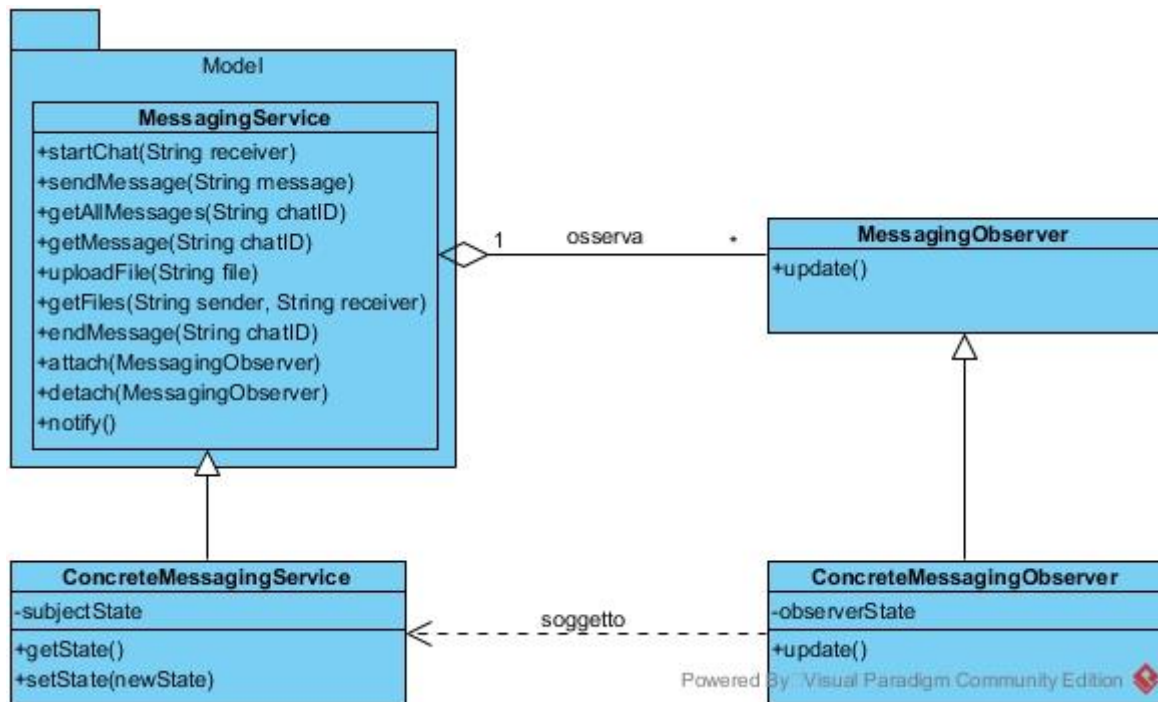 Model
MessagingService
+startChat(String receiver)
+sendMessage(String message)
+getAllMessages(String chatID)
+getMessage(String chatID)
+uploadFile(String file)
+getFiles(String sender, String receiver)
+endMessage(String chatID)
+attach(MessagingObserver)
+detach(MessagingObserver)
+notify()
1 osserva *
MessagingObserver
+update()
ConcreteMessagingService
-subjectState
+getState()
+setState(newState)
soggetto
ConcreteMessagingObserver
-observerState
+update()
Powered By Visual Paradigm Community Edition